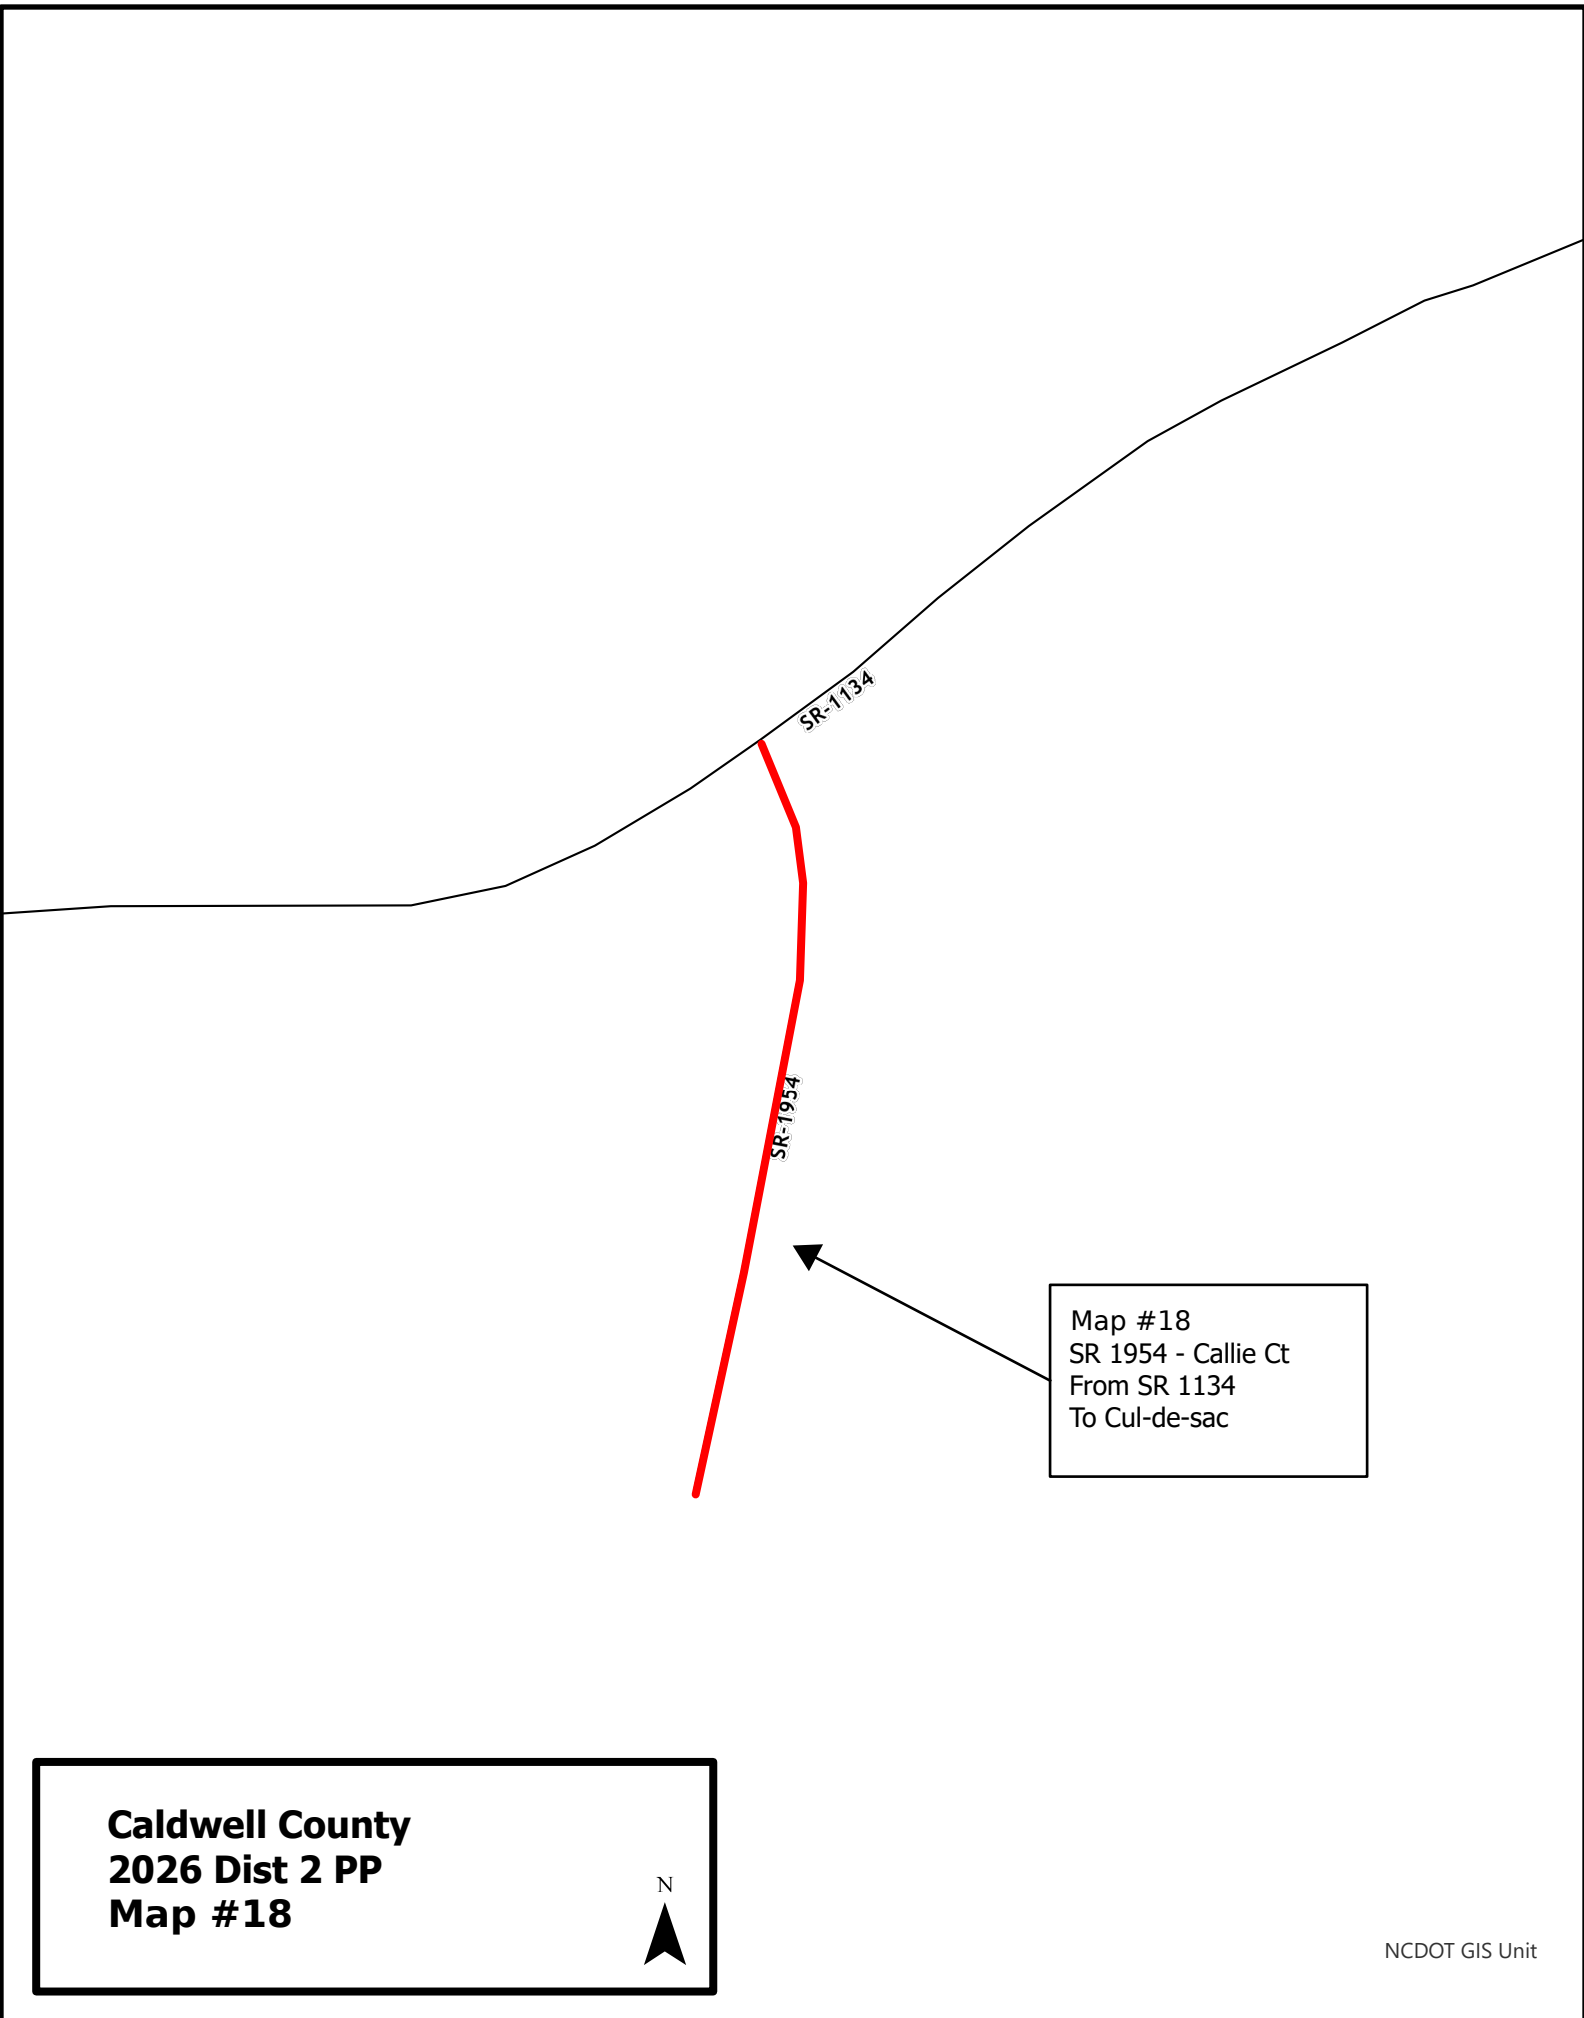 SR-1134
SR-1954
Map #18
SR 1954 - Callie Ct
From SR 1134
To Cul-de-sac
Caldwell County
2026 Dist 2 PP
Map #18
N
NCDOT GIS Unit